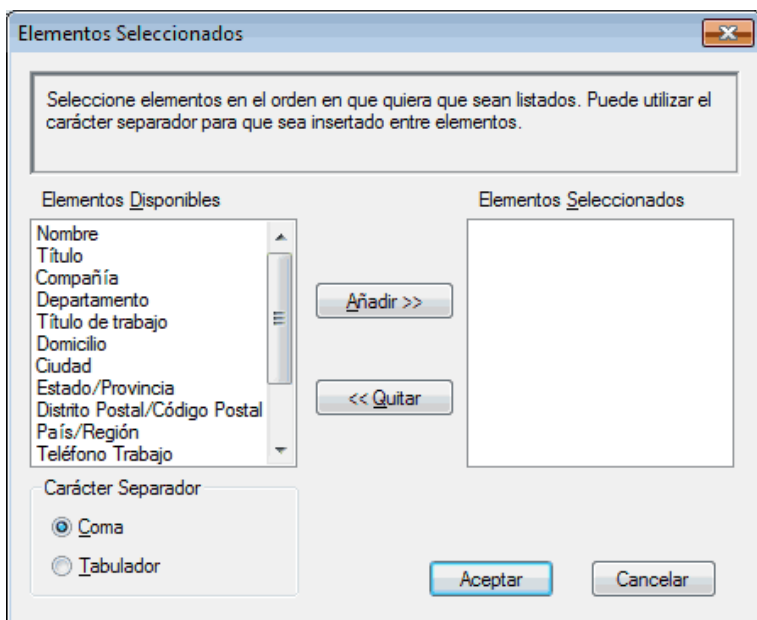 Elementos Seleccionados
Seleccione elementos en el orden en que quiera que sean listados. Puede utilizar el
carácter separador para que sea insertado entre elementos.
Elementos Disponibles
Elementos Seleccionados
Nombre
Título
Compañía
Departamento
Título de trabajo
Domicilio
Ciudad
Estado/Provincia
Distrito Postal/Código Postal
País/Región
Teléfono Trabajo
Añadir >>
<< Quitar
Carácter Separador
Coma
Tabulador
Aceptar
Cancelar